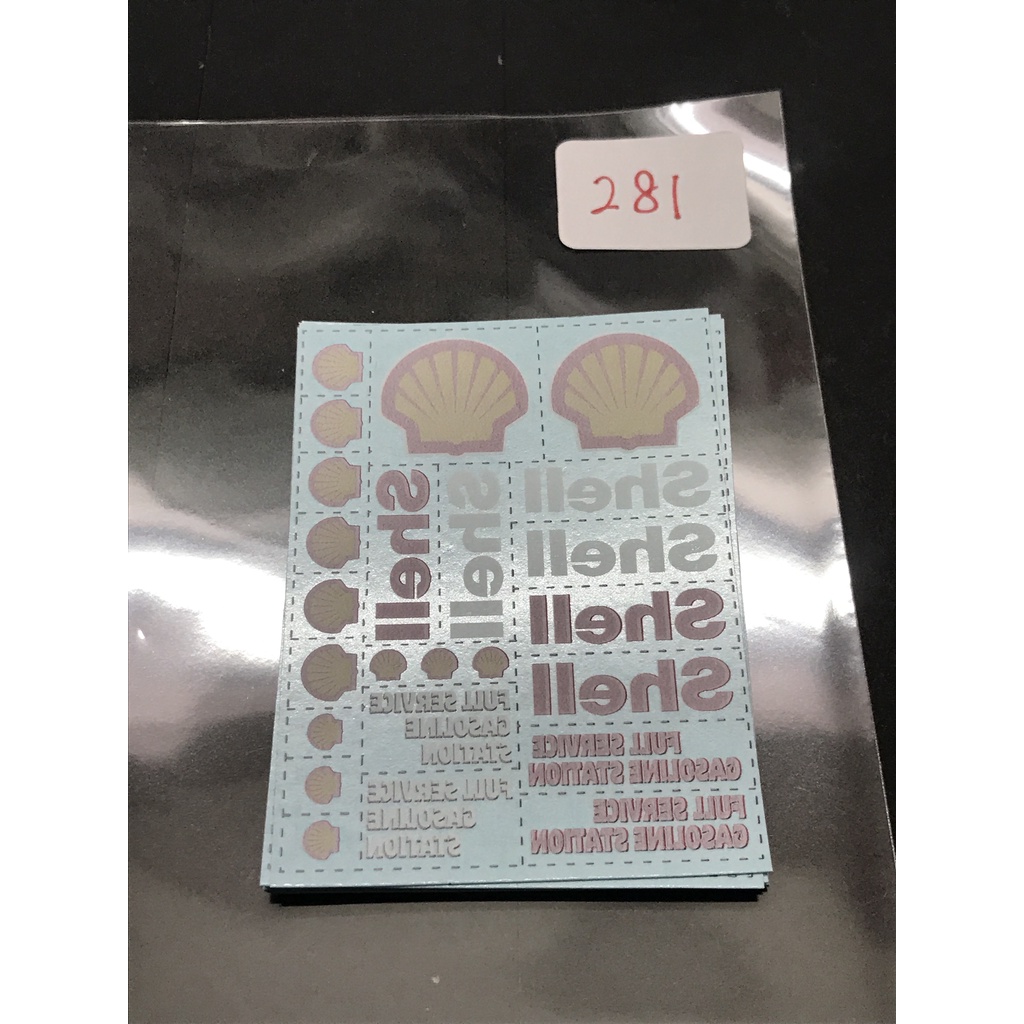 281
Shell
Shell
Shell
Shell
Shell
Shell
FULL SERVICE
GASOLINE
STATION
FULL SERVICE
GASOLINE STATION
FULL SERVICE
GASOLINE
STATION
FULL SERVICE
GASOLINE STATION